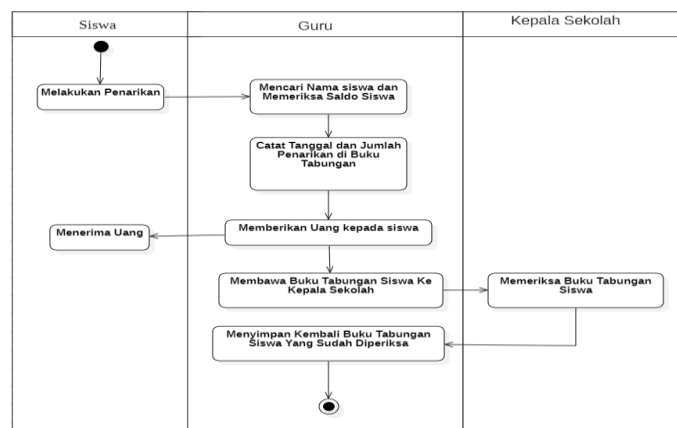 Siswa
Guru
Kepala Sekolah
Melakukan Penarikan
Mencari Nama siswa dan
Memeriksa Saldo Siswa
Catat Tanggal dan Jumlah
Penarikan di Buku
Tabungan
Memberikan Uang kepada siswa
Menerima Uang
Membawa Buku Tabungan Siswa Ke
Kepala Sekolah
Memeriksa Buku Tabungan
Siswa
Menyimpan Kembali Buku Tabungan
Siswa Yang Sudah Diperiksa